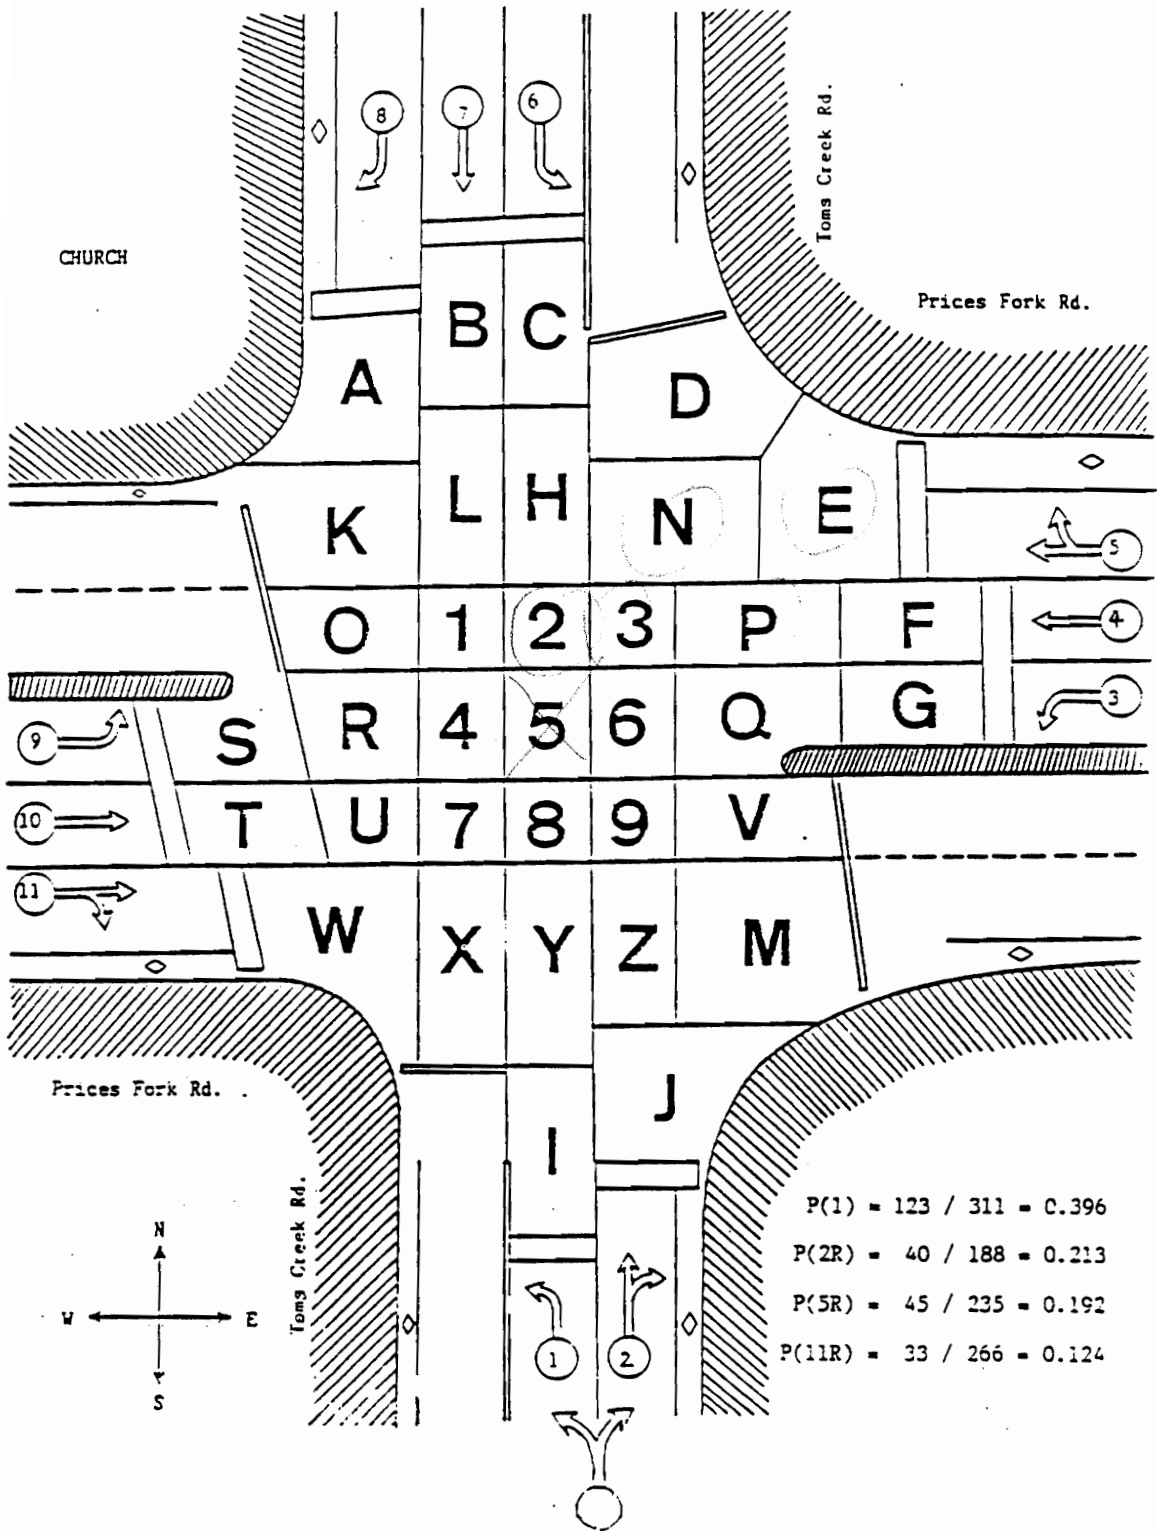 8 7 6
Toms Creek Rd.
CHURCH
Prices Fork Rd.
B C
A D
L H
K N E
5
O 1 2 3 P F 4
R 4 5 6 Q G 3
9 S
10 T U 7 8 9 V
11
W X Y Z M
Prices Fork Rd.
J
I
Toms Creek Rd.
N
W E
S
P(1) = 123 / 311 = 0.396
P(2R) = 40 / 188 = 0.213
P(5R) = 45 / 235 = 0.192
P(11R) = 33 / 266 = 0.124
1 2